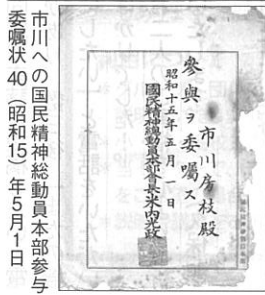 市川への国民精神総動員本部参与
委嘱状 40（昭和15）年5月1日
市川房枝殿
參與ヲ委囑ス
昭和十五年五月一日
國民精神總動員本部會長米内光政